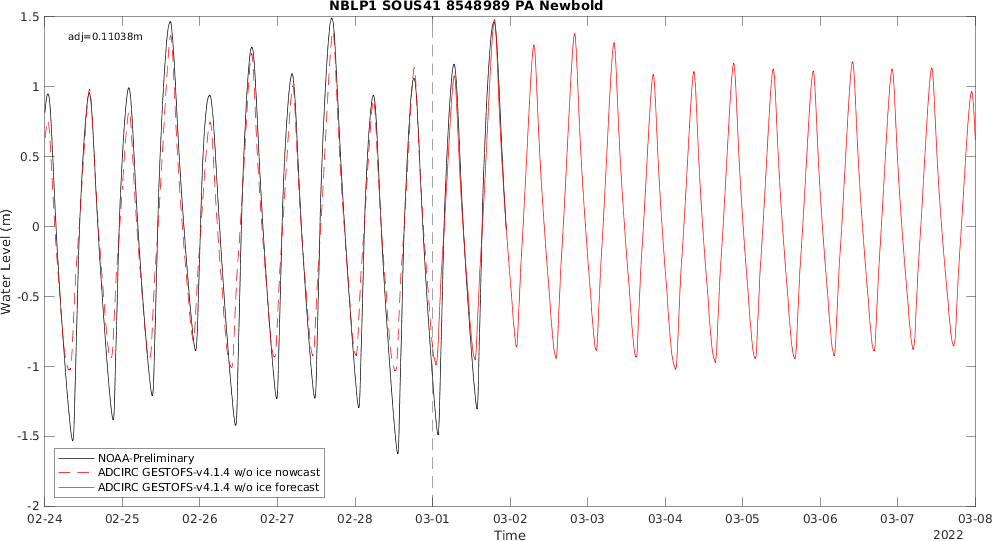 NBLP1 SOUS41 8548989 PA Newbold
adj=0.11038m
1.5
1
0.5
0
-0.5
-1
-1.5
-2
Water Level (m)
NOAA-Preliminary
ADCIRC GESTOFS-v4.1.4 w/o ice nowcast
ADCIRC GESTOFS-v4.1.4 w/o ice forecast
02-24 02-25 02-26 02-27 02-28 03-01 03-02 03-03 03-04 03-05 03-06 03-07 03-08
Time
2022